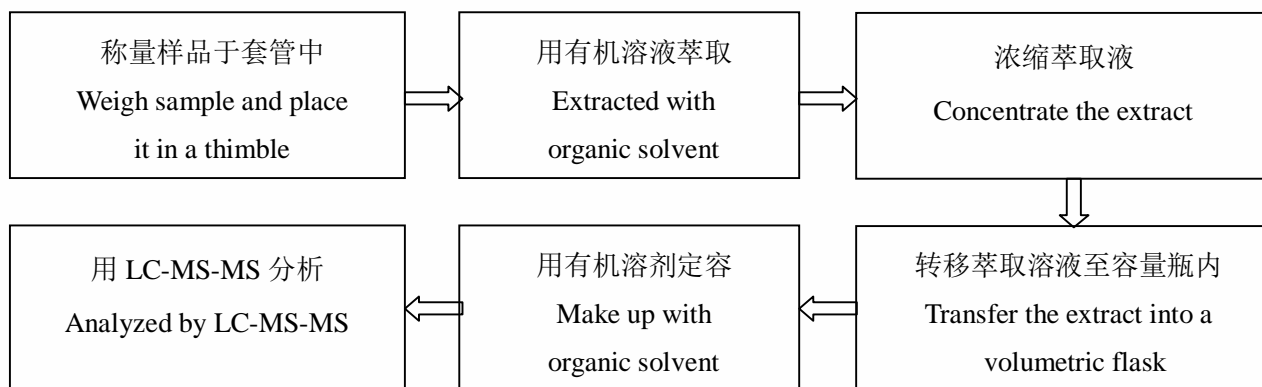 称量样品于套管中
Weigh sample and place
it in a thimble
用有机溶液萃取
Extracted with
organic solvent
浓缩萃取液
Concentrate the extract
转移萃取溶液至容量瓶内
Transfer the extract into a
volumetric flask
用有机溶剂定容
Make up with
organic solvent
用 LC-MS-MS 分析
Analyzed by LC-MS-MS